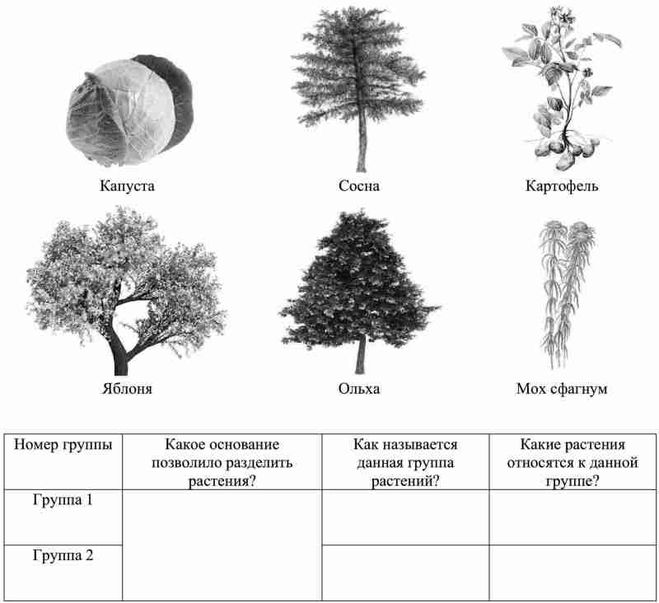 Капуста
Сосна
Картофель
Яблоня
Ольха
Мох сфагнум
Номер группы
Какое основание
позволило разделить
растения?
Как называется
данная группа
растений?
Какие растения
относятся к данной
группе?
Группа 1
Группа 2